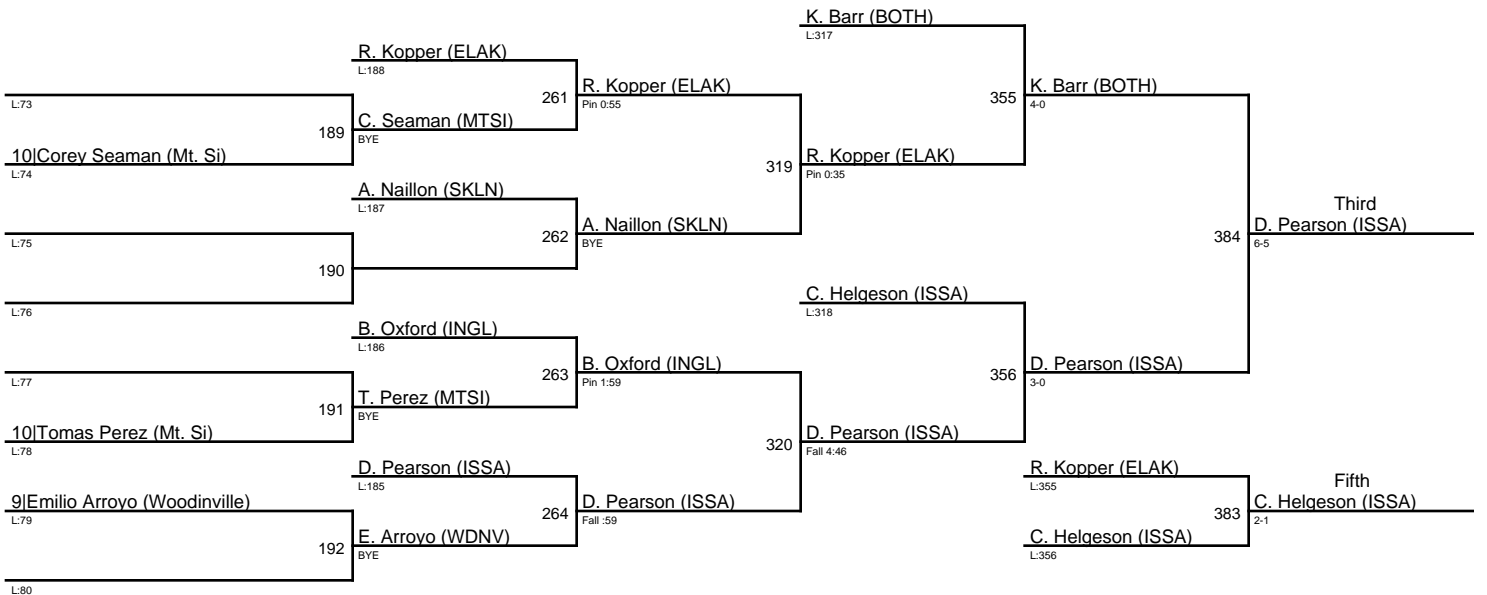 K. Barr (BOTH)
L:317
R. Kopper (ELAK)
L:188
261
R. Kopper (ELAK)
Pin 0:55
355
K. Barr (BOTH)
4-0
L:73
189
C. Seaman (MTSI)
BYE
10|Corey Seaman (Mt. Si)
L:74
319
R. Kopper (ELAK)
Pin 0:35
A. Naillon (SKLN)
L:187
Third
L:75
262
A. Naillon (SKLN)
BYE
384
D. Pearson (ISSA)
6-5
190
L:76
C. Helgeson (ISSA)
L:318
B. Oxford (INGL)
L:186
L:77
263
B. Oxford (INGL)
Pin 1:59
356
D. Pearson (ISSA)
3-0
191
T. Perez (MTSI)
BYE
10|Tomas Perez (Mt. Si)
L:78
320
D. Pearson (ISSA)
Fall 4:46
D. Pearson (ISSA)
L:185
R. Kopper (ELAK)
L:355
Fifth
9|Emilio Arroyo (Woodinville)
L:79
264
D. Pearson (ISSA)
Fall :59
383
C. Helgeson (ISSA)
2-1
192
E. Arroyo (WDNV)
BYE
C. Helgeson (ISSA)
L:356
L:80